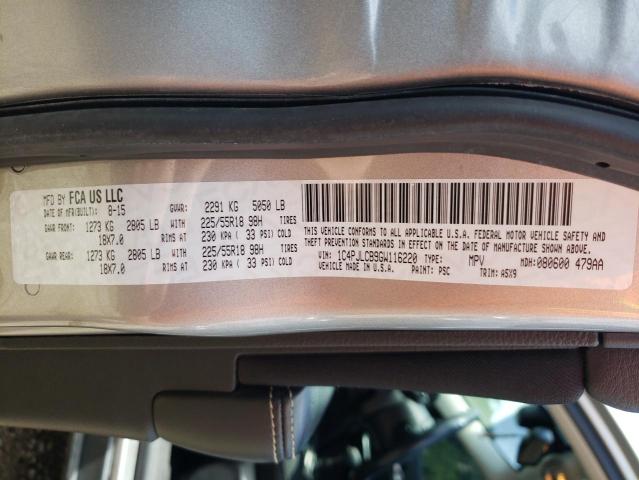 MFD BY FCA US LLC
DATE OF MFR(BUILT): 8-15 GVWR: 2291 KG 5050 LB
GAWR FRONT: 1273 KG 2805 LB WITH 225/55R18 98H TIRES
18X7.0 RIMS AT 230 KPA ( 33 PSI) COLD
GAWR REAR: 1273 KG 2805 LB WITH 225/55R18 98H TIRES
18X7.0 RIMS AT 230 KPA ( 33 PSI) COLD
THIS VEHICLE CONFORMS TO ALL APPLICABLE U.S.A. FEDERAL MOTOR VEHICLE SAFETY AND
THEFT PREVENTION STANDARDS IN EFFECT ON THE DATE OF MANUFACTURE SHOWN ABOVE.
VIN: 1C4PJLCB9GW116220 TYPE: MPV MDH: 080600 479AA
VEHICLE MADE IN U.S.A. PAINT: PSC TRIM: A5X9